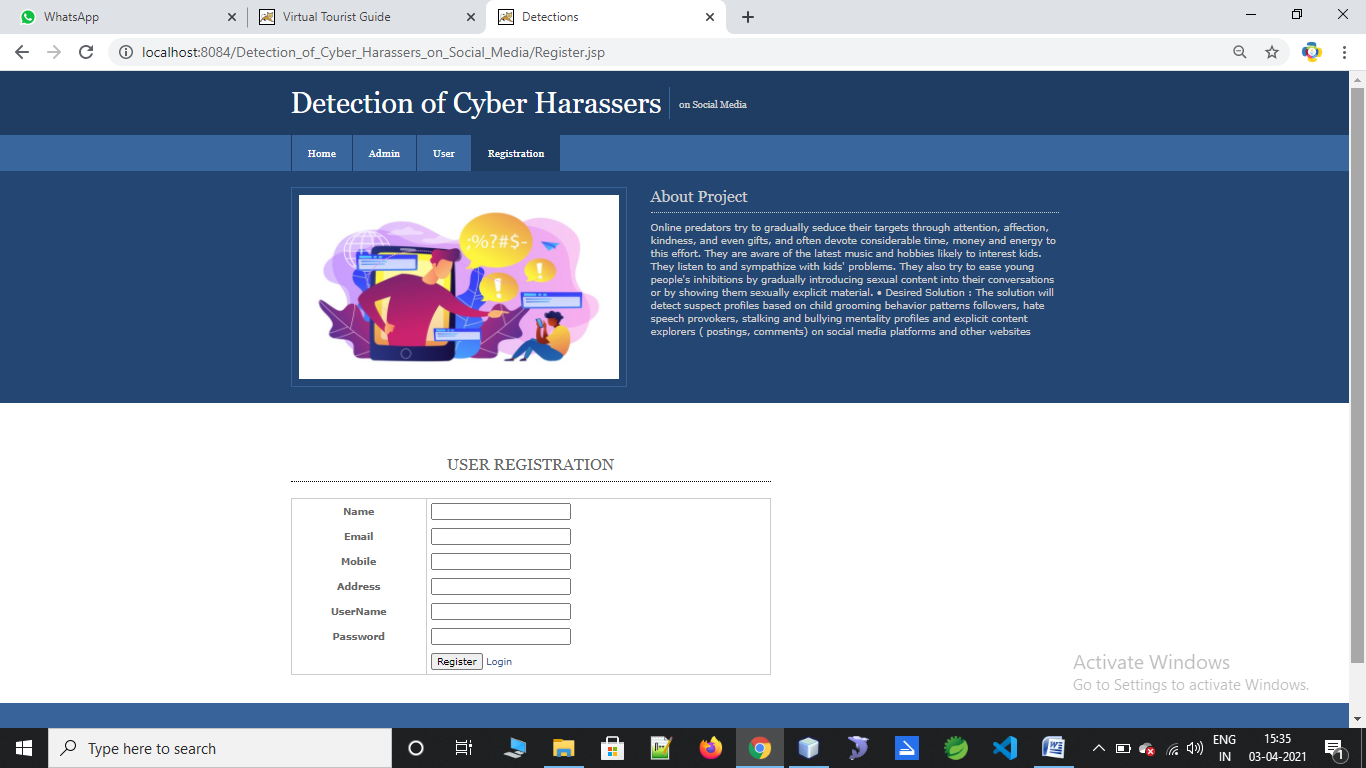 WhatsApp
Virtual Tourist Guide
Detections
localhost:8084/Detection_of_Cyber_Harassers_on_Social_Media/Register.jsp
Detection of Cyber Harassers
on Social Media
Home
Admin
User
Registration
;%?#$-
!
!
About Project
Online predators try to gradually seduce their targets through attention, affection,
kindness, and even gifts, and often devote considerable time, money and energy to
this effort. They are aware of the latest music and hobbies likely to interest kids.
They listen to and sympathize with kids' problems. They also try to ease young
people's inhibitions by gradually introducing sexual content into their conversations
or by showing them sexually explicit material. • Desired Solution : The solution will
detect suspect profiles based on child grooming behavior patterns followers, hate
speech provokers, stalking and bullying mentality profiles and explicit content
explorers ( postings, comments) on social media platforms and other websites
USER REGISTRATION
Name
Email
Mobile
Address
UserName
Password
Register Login
Activate Windows
Go to Settings to activate Windows.
Type here to search
ENG
IN
15:35
03-04-2021
1